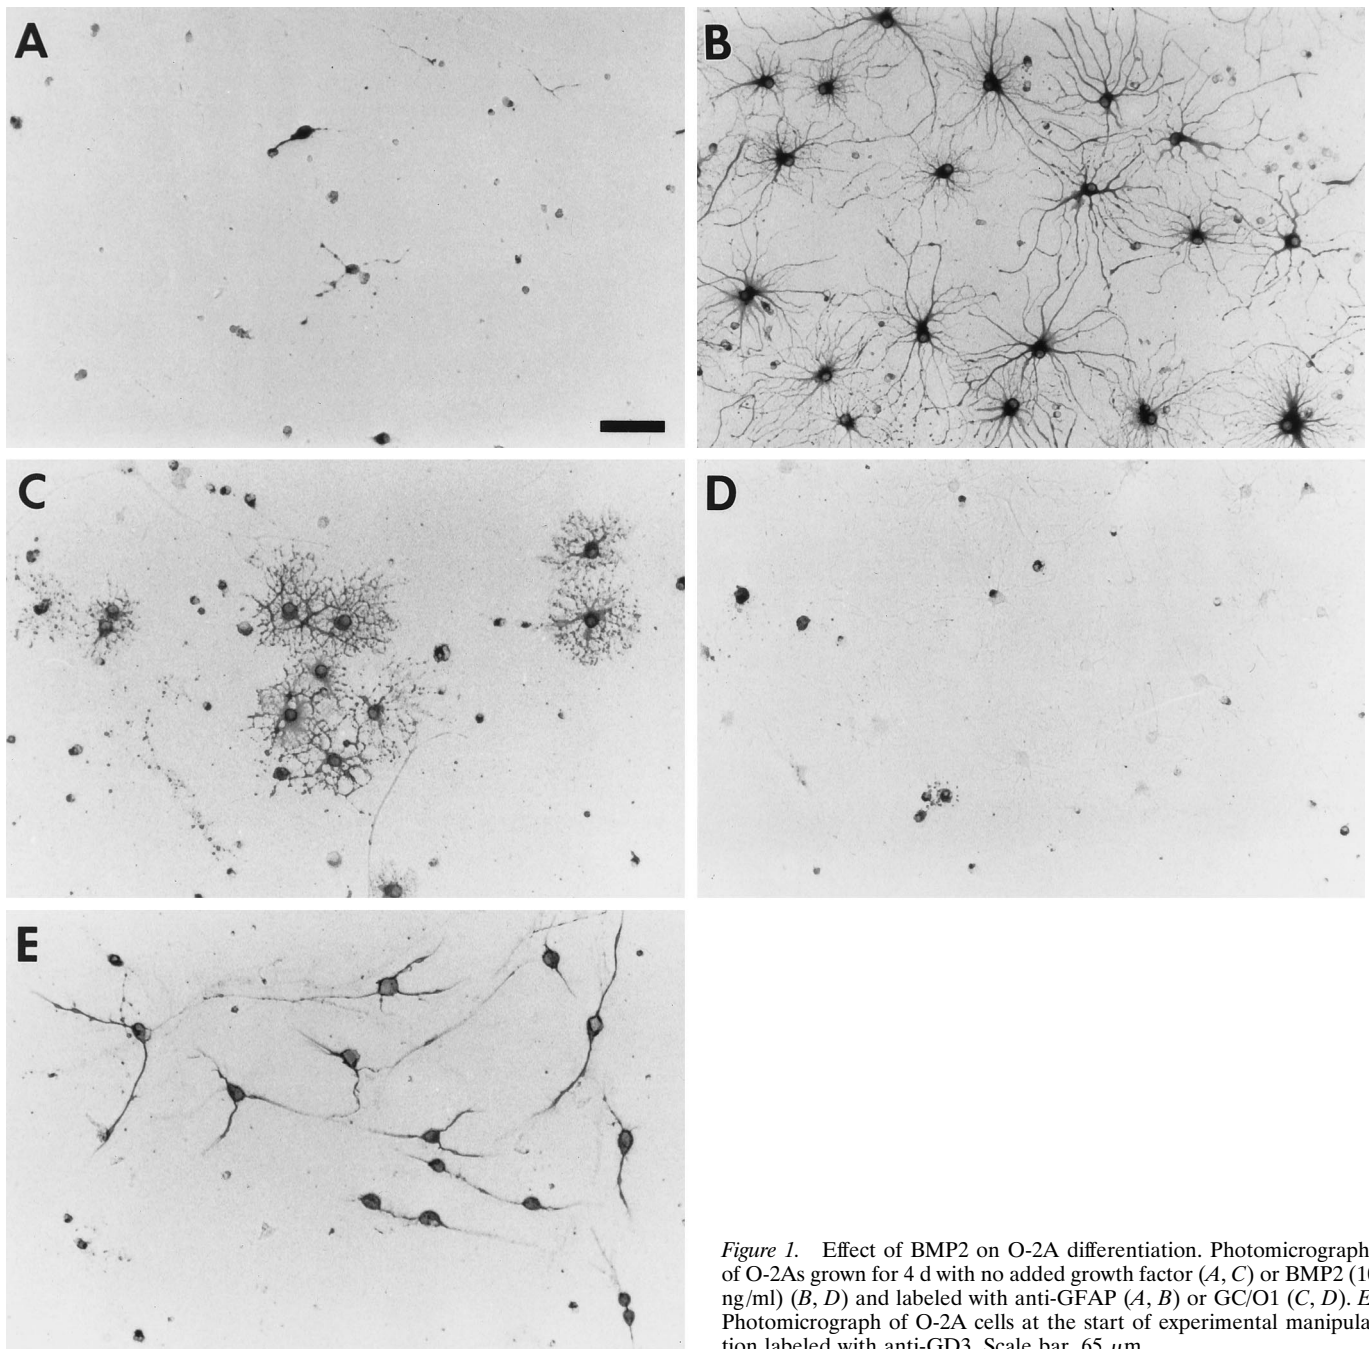 A
B
C
D
E
Figure 1. Effect of BMP2 on O-2A differentiation. Photomicrograph
of O-2As grown for 4 d with no added growth factor (A, C) or BMP2 (10
ng/ml) (B, D) and labeled with anti-GFAP (A, B) or GC/O1 (C, D). E
Photomicrograph of O-2A cells at the start of experimental manipula-
tion labeled with anti-GD3. Scale bar, 65 μm